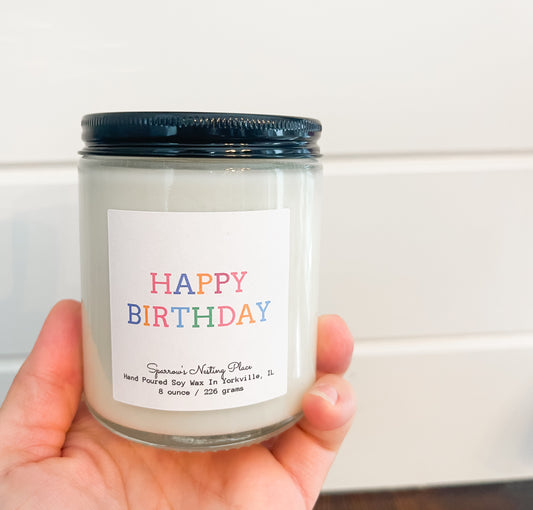 HAPPY
BIRTHDAY
Sparrow's Nesting Place
Hand Poured Soy Wax In Yorkville, IL
8 ounce / 226 grams